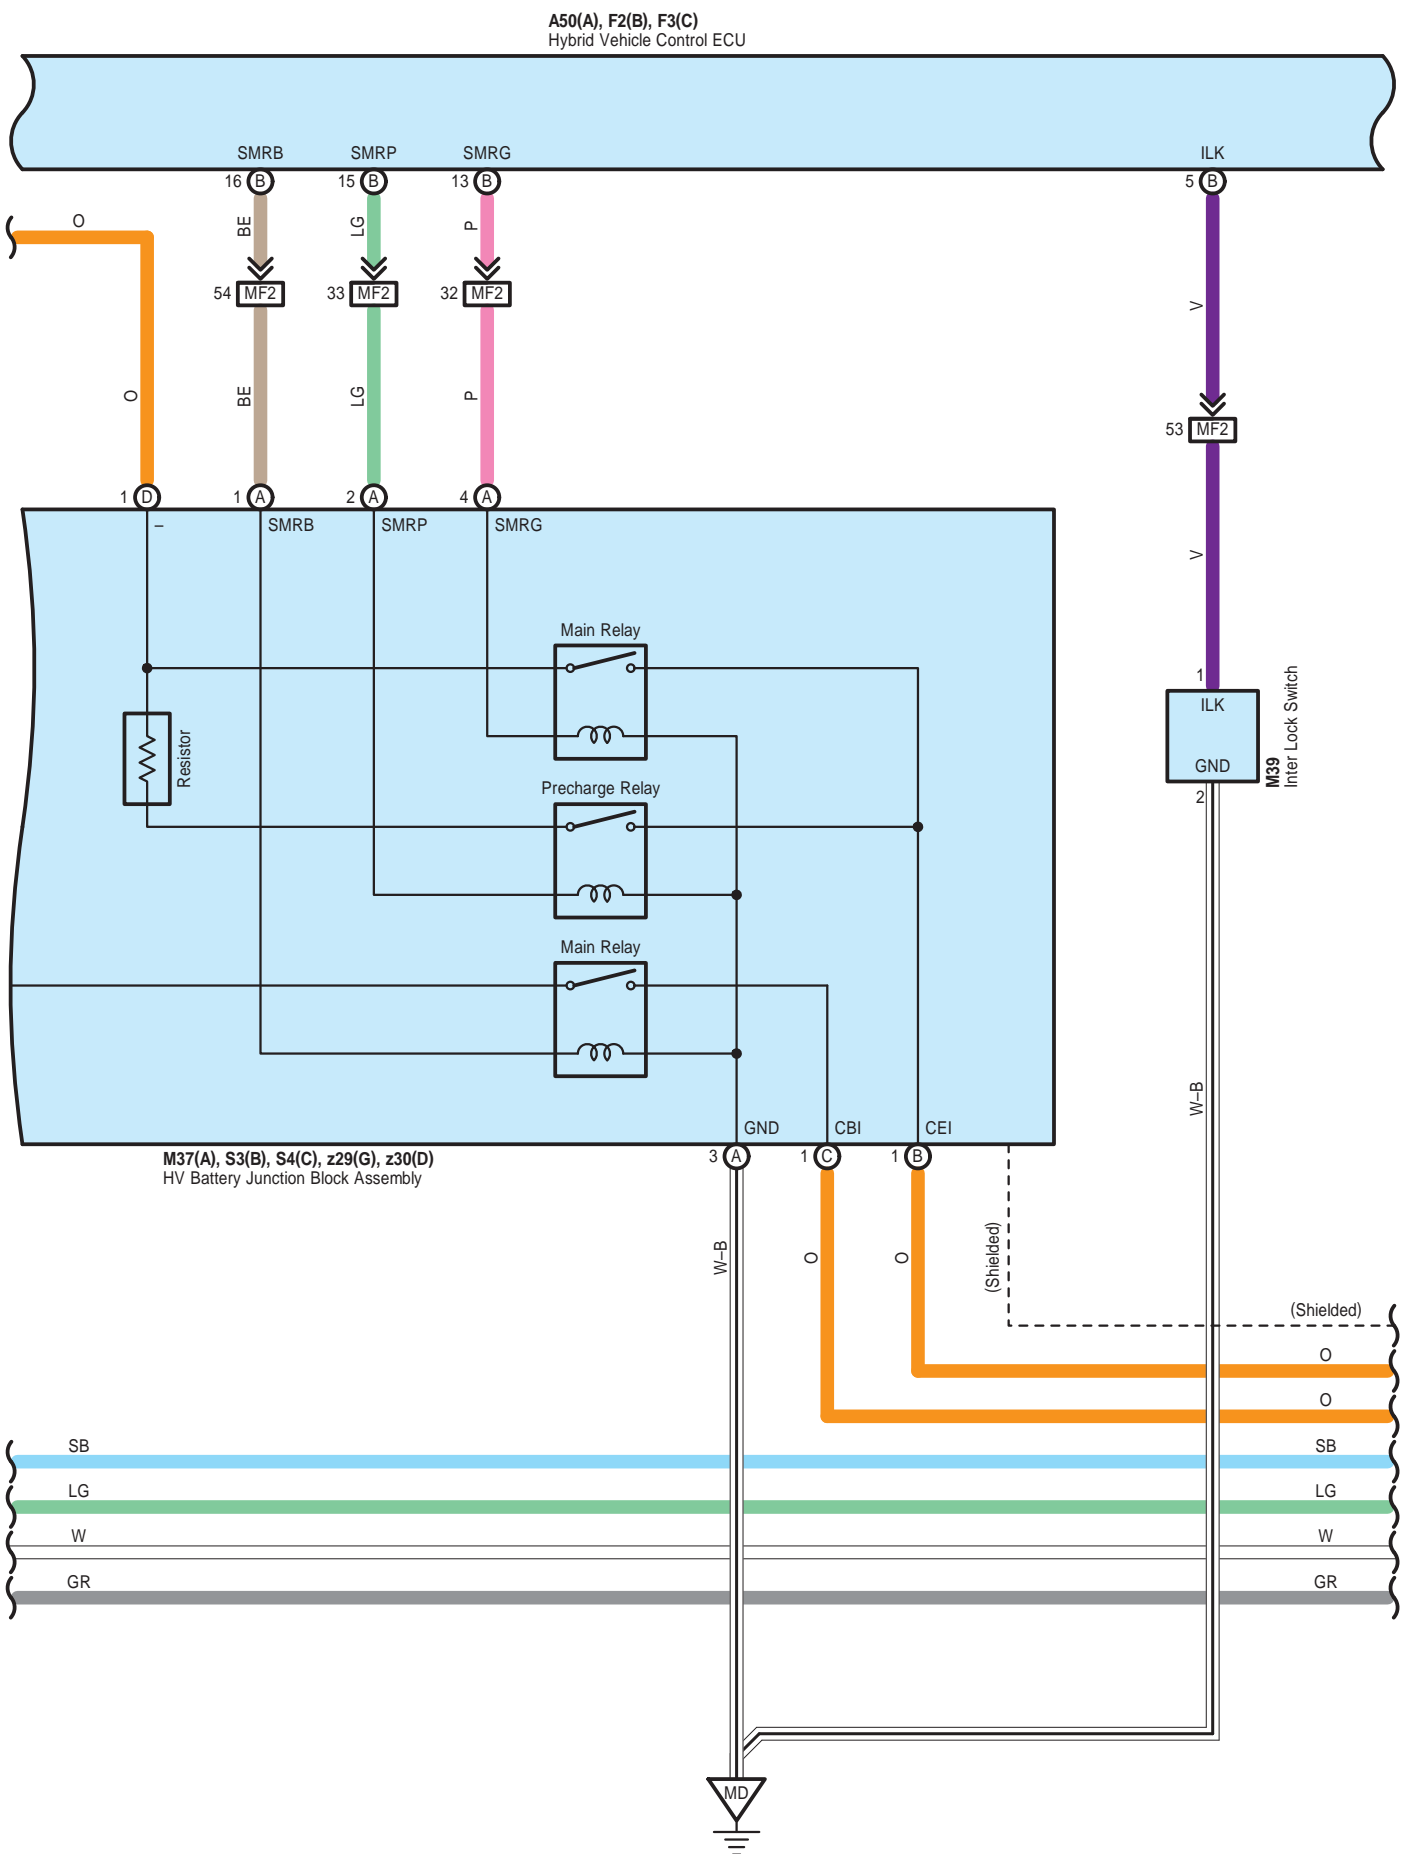 A50(A), F2(B), F3(C)
Hybrid Vehicle Control ECU
SMRB SMRP SMRG ILK
16 B 15 B 13 B 5 B
O
BE LG P
54 MF2 33 MF2 32 MF2
V
O BE LG P
53 MF2
1 D 1 A 2 A 4 A
– SMRB SMRP SMRG
V
Main Relay
1
ILK
Inter Lock Switch
M39
GND
2
Resistor
Precharge Relay
Main Relay
W–B
GND CBI CEI
3 A 1 C 1 B
M37(A), S3(B), S4(C), z29(G), z30(D)
HV Battery Junction Block Assembly
W–B O O (Shielded)
(Shielded)
O
O
SB SB
LG LG
W W
GR GR
MD